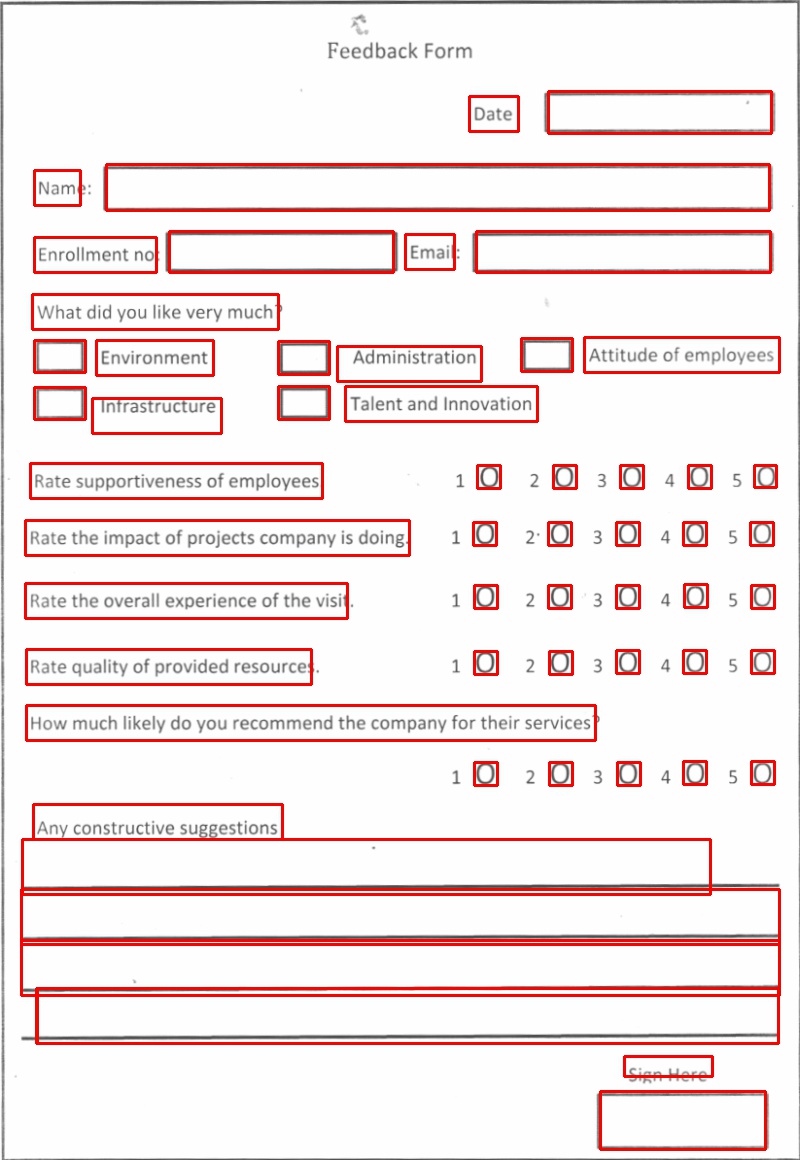 Feedback Form
Date
Name:
Enrollment no: Email:
What did you like very much?
Environment Administration Attitude of employees
Infrastructure Talent and Innovation
Rate supportiveness of employees 1 2 3 4 5
Rate the impact of projects company is doing. 1 2 3 4 5
Rate the overall experience of the visit. 1 2 3 4 5
Rate quality of provided resources. 1 2 3 4 5
How much likely do you recommend the company for their services?
1 2 3 4 5
Any constructive suggestions
Sign Here